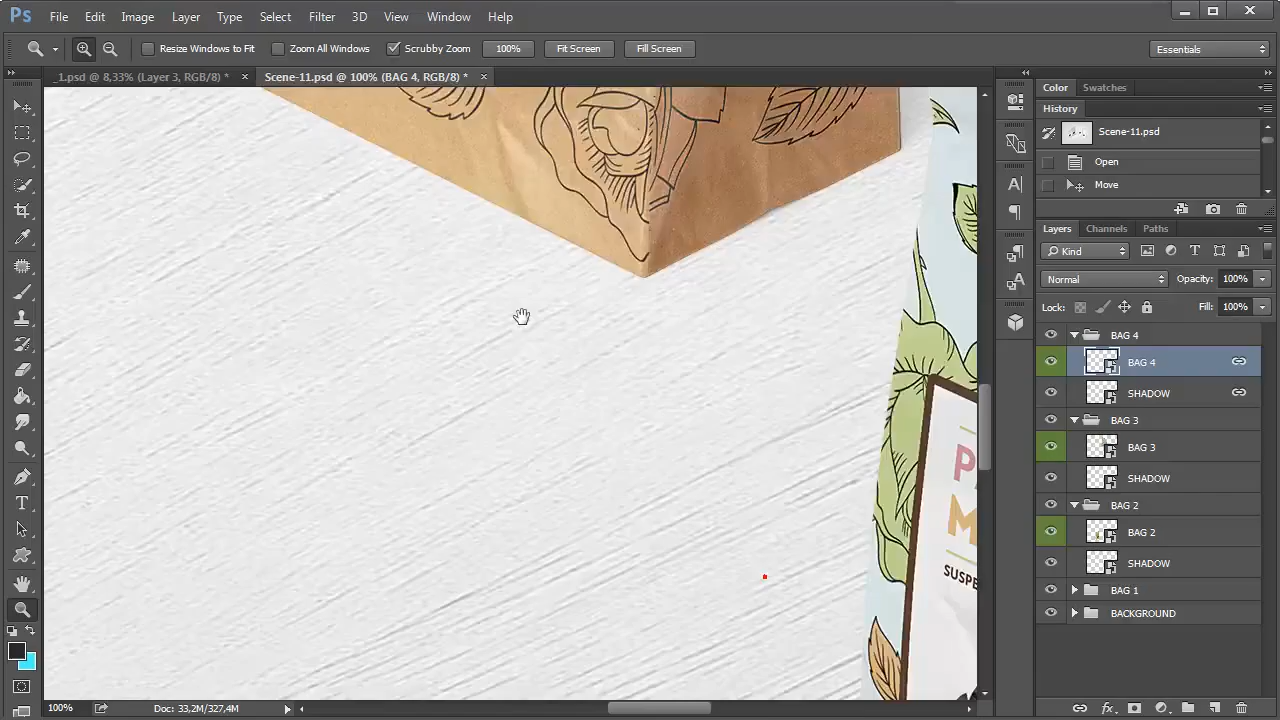 Ps File Edit Image Layer Type Select Filter 3D View Window Help
Resize Windows to Fit Zoom All Windows Scrubby Zoom 100% Fit Screen Fill Screen Essentials
_1.psd @ 8,33% (Layer 3, RGB/8) * × Scene-11.psd @ 100% (BAG 4, RGB/8) * ×
Color Swatches
History
Scene-11.psd
Open
Move
Layers Channels Paths
Kind
Normal Opacity: 100%
Lock: Fill: 100%
BAG 4
BAG 4
SHADOW
BAG 3
BAG 3
SHADOW
BAG 2
BAG 2
SHADOW
BAG 1
BACKGROUND
SUSPE
100% Doc: 33,2M/327,4M